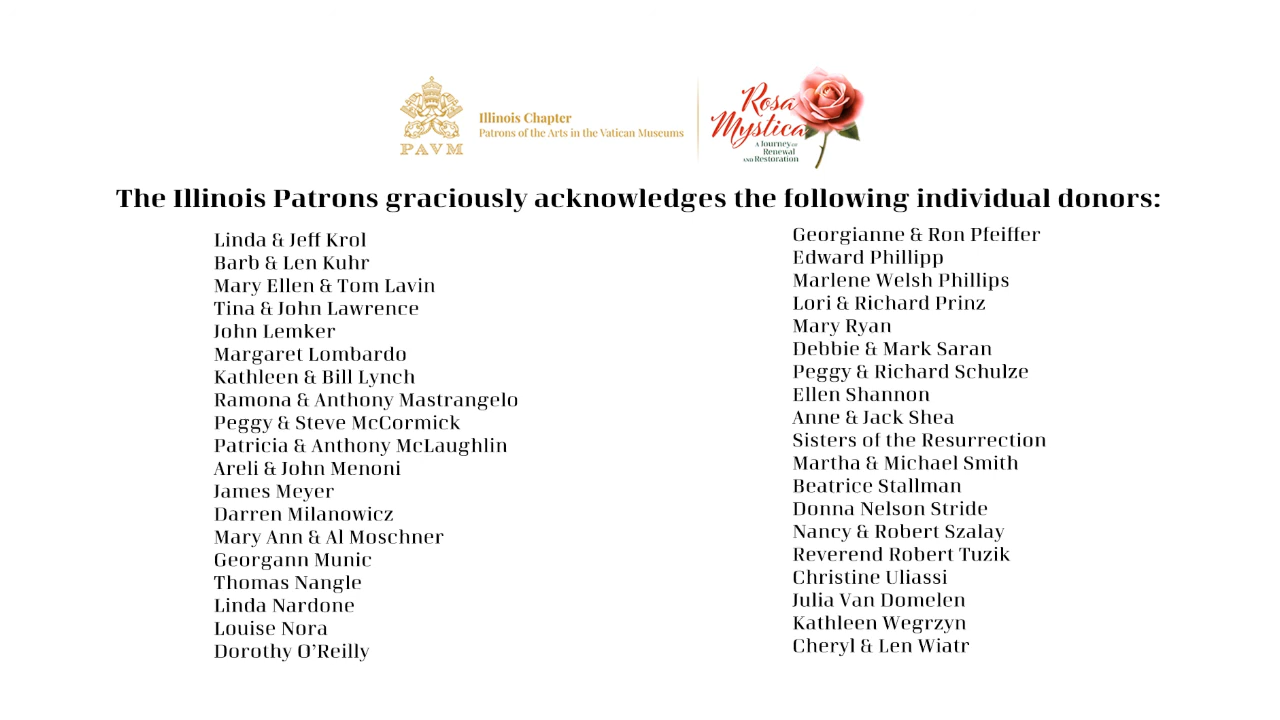 PAVM
Illinois Chapter
Patrons of the Arts in the Vatican Museums
Rosa
Mystica
A Journey of
Renewal
and Restoration
The Illinois Patrons graciously acknowledges the following individual donors:
Linda & Jeff Krol
Barb & Len Kuhr
Mary Ellen & Tom Lavin
Tina & John Lawrence
John Lemker
Margaret Lombardo
Kathleen & Bill Lynch
Ramona & Anthony Mastrangelo
Peggy & Steve McCormick
Patricia & Anthony McLaughlin
Areli & John Menoni
James Meyer
Darren Milanowicz
Mary Ann & Al Moschner
Georgann Munic
Thomas Nangle
Linda Nardone
Louise Nora
Dorothy O’Reilly
Georgianne & Ron Pfeiffer
Edward Phillipp
Marlene Welsh Phillips
Lori & Richard Prinz
Mary Ryan
Debbie & Mark Saran
Peggy & Richard Schulze
Ellen Shannon
Anne & Jack Shea
Sisters of the Resurrection
Martha & Michael Smith
Beatrice Stallman
Donna Nelson Stride
Nancy & Robert Szalay
Reverend Robert Tuzik
Christine Uliassi
Julia Van Domelen
Kathleen Wegrzyn
Cheryl & Len Wiatr